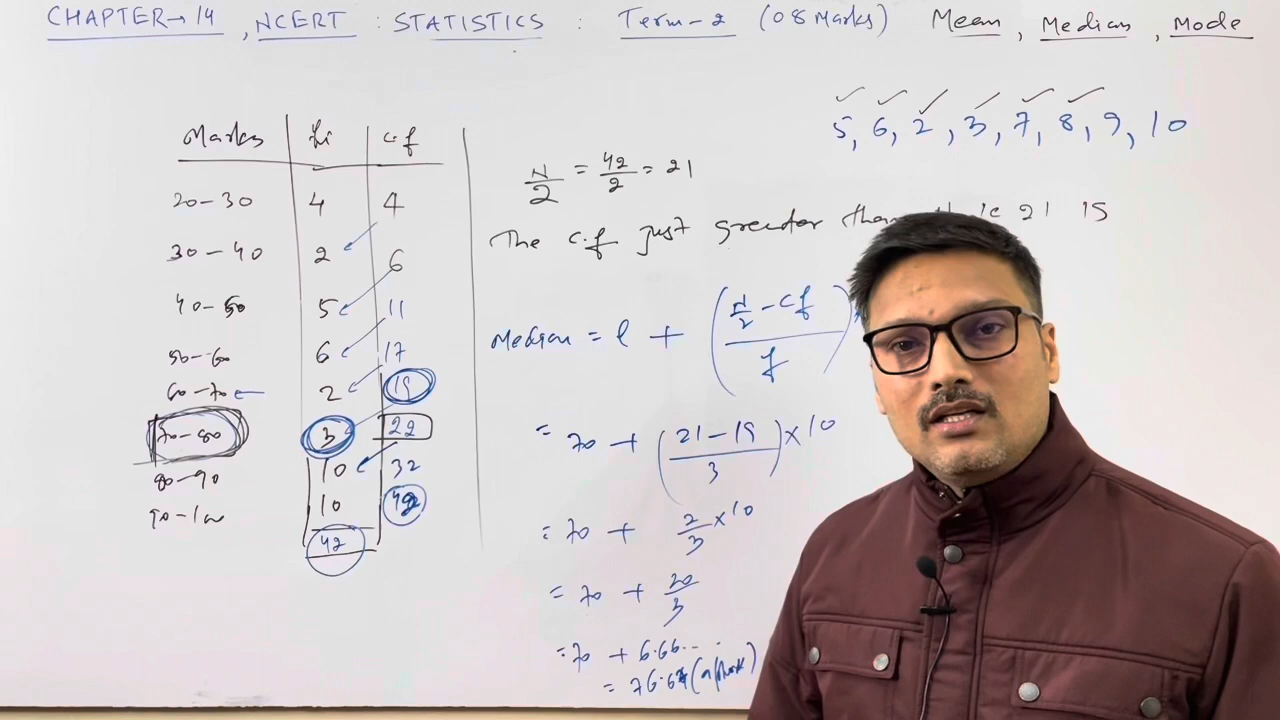 CHAPTER→14, NCERT : STATISTICS : Term-2 (08 Marks) Mean, Median, Mode
5, 6, 2, 3, 7, 8, 9, 10
Marks fi cf
20-30 4 4
30-40 2 6
40-50 5 11
50-60 6 17
60-70 2 19
70-80 3 22
80-90 10 32
90-100 10 42
42
N/2 = 42/2 = 21
The c.f just greater than 21 is
Median = l + (N/2 - cf / f)
= 70 + (21-19 / 3) × 10
= 70 + 2/3 × 10
= 70 + 20/3
= 70 + 6.66...
= 76.67